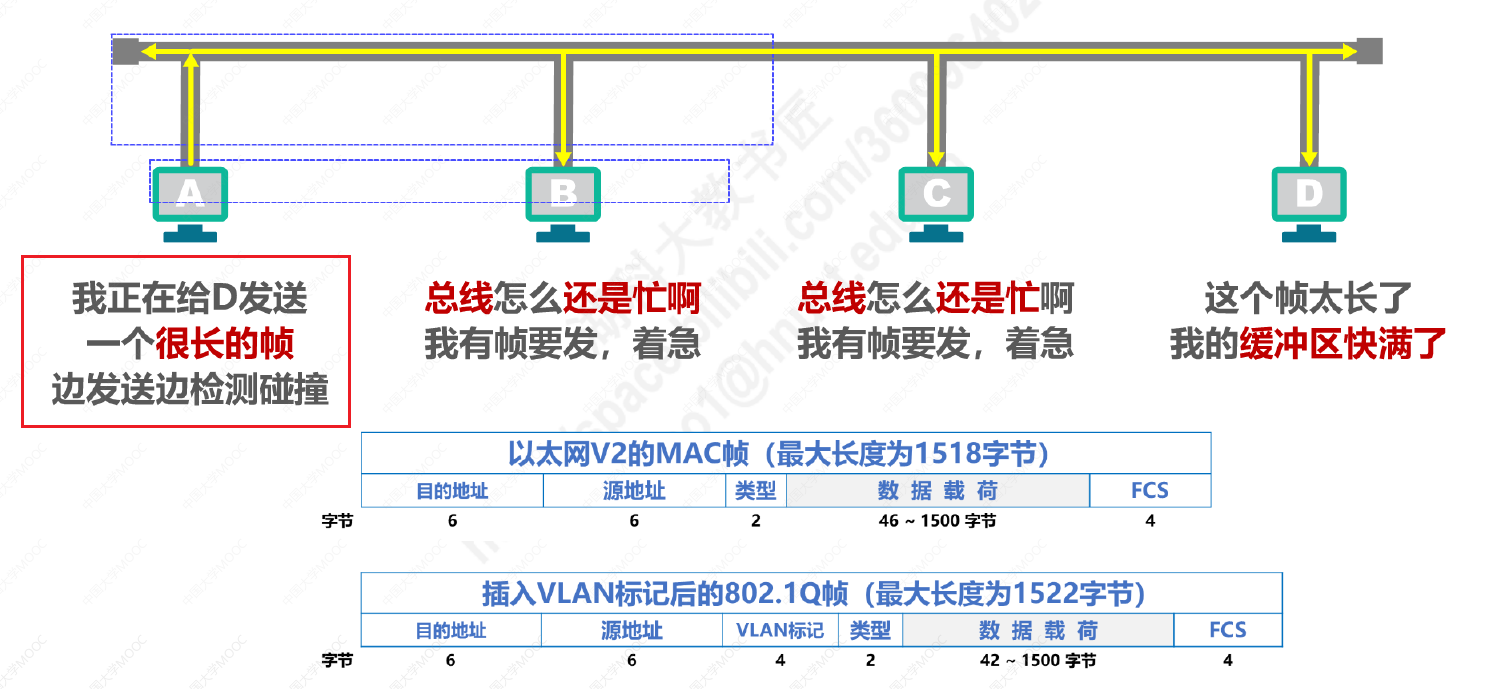 A
B
C
D
我正在给D发送
一个很长的帧
边发送边检测碰撞
总线怎么还是忙啊
我有帧要发，着急
总线怎么还是忙啊
我有帧要发，着急
这个帧太长了
我的缓冲区快满了
以太网V2的MAC帧（最大长度为1518字节）
目的地址 源地址 类型 数 据 载 荷 FCS
字节 6 6 2 46 ~ 1500 字节 4
插入VLAN标记后的802.1Q帧（最大长度为1522字节）
目的地址 源地址 VLAN标记 类型 数 据 载 荷 FCS
字节 6 6 4 2 42 ~ 1500 字节 4
中国大学MOOC